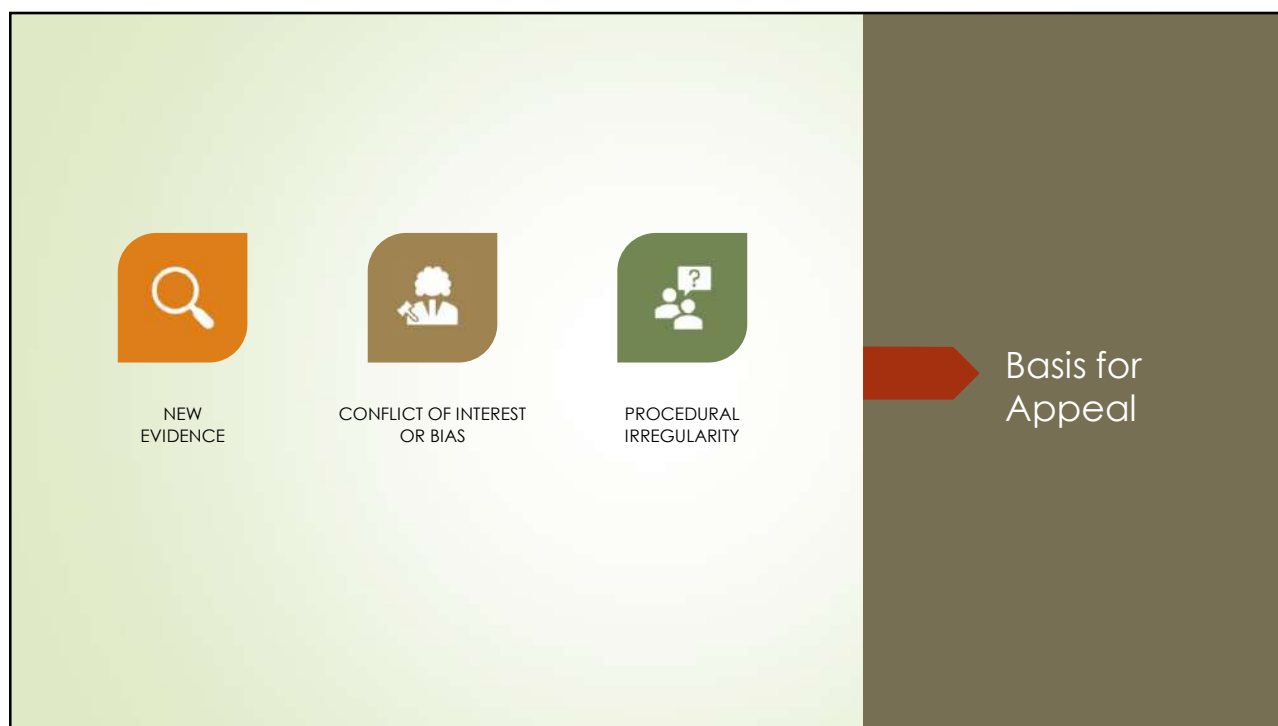 NEW
EVIDENCE
CONFLICT OF INTEREST
OR BIAS
?
PROCEDURAL
IRREGULARITY
Basis for
Appeal